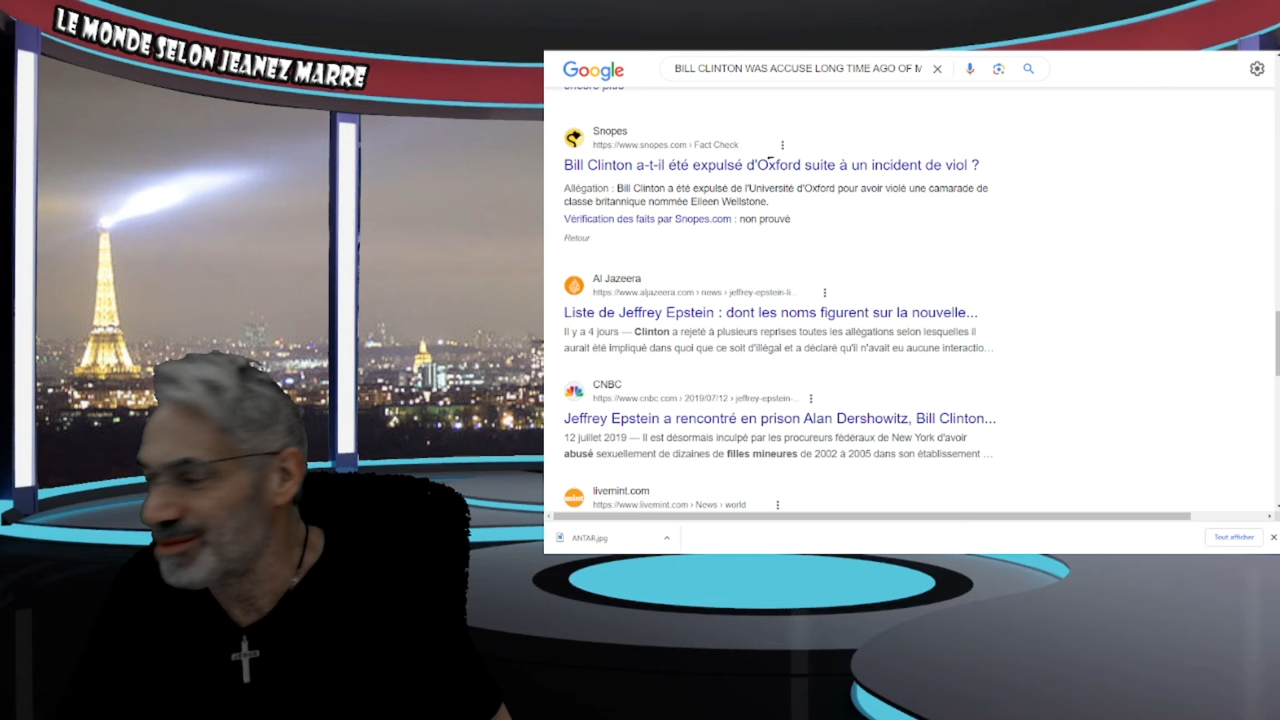 LE MONDE SELON JEANEZ MARRE
Google
BILL CLINTON WAS ACCUSE LONG TIME AGO OF M
encore plus
Snopes
https://www.snopes.com › Fact Check
Bill Clinton a-t-il été expulsé d'Oxford suite à un incident de viol ?
Allégation : Bill Clinton a été expulsé de l'Université d'Oxford pour avoir violé une camarade de
classe britannique nommée Eileen Wellstone.
Vérification des faits par Snopes.com : non prouvé
Retour
Al Jazeera
https://www.aljazeera.com › news › jeffrey-epstein-li...
Liste de Jeffrey Epstein : dont les noms figurent sur la nouvelle...
Il y a 4 jours — Clinton a rejeté à plusieurs reprises toutes les allégations selon lesquelles il
aurait été impliqué dans quoi que ce soit d'illégal et a déclaré qu'il n'avait eu aucune interactio…
CNBC
https://www.cnbc.com › 2019/07/12 › jeffrey-epstein-...
Jeffrey Epstein a rencontré en prison Alan Dershowitz, Bill Clinton...
12 juillet 2019 — Il est désormais inculpé par les procureurs fédéraux de New York d'avoir
abusé sexuellement de dizaines de filles mineures de 2002 à 2005 dans son établissement …
mint
livemint.com
https://www.livemint.com › News › world
ANTAR.jpg
Tout afficher